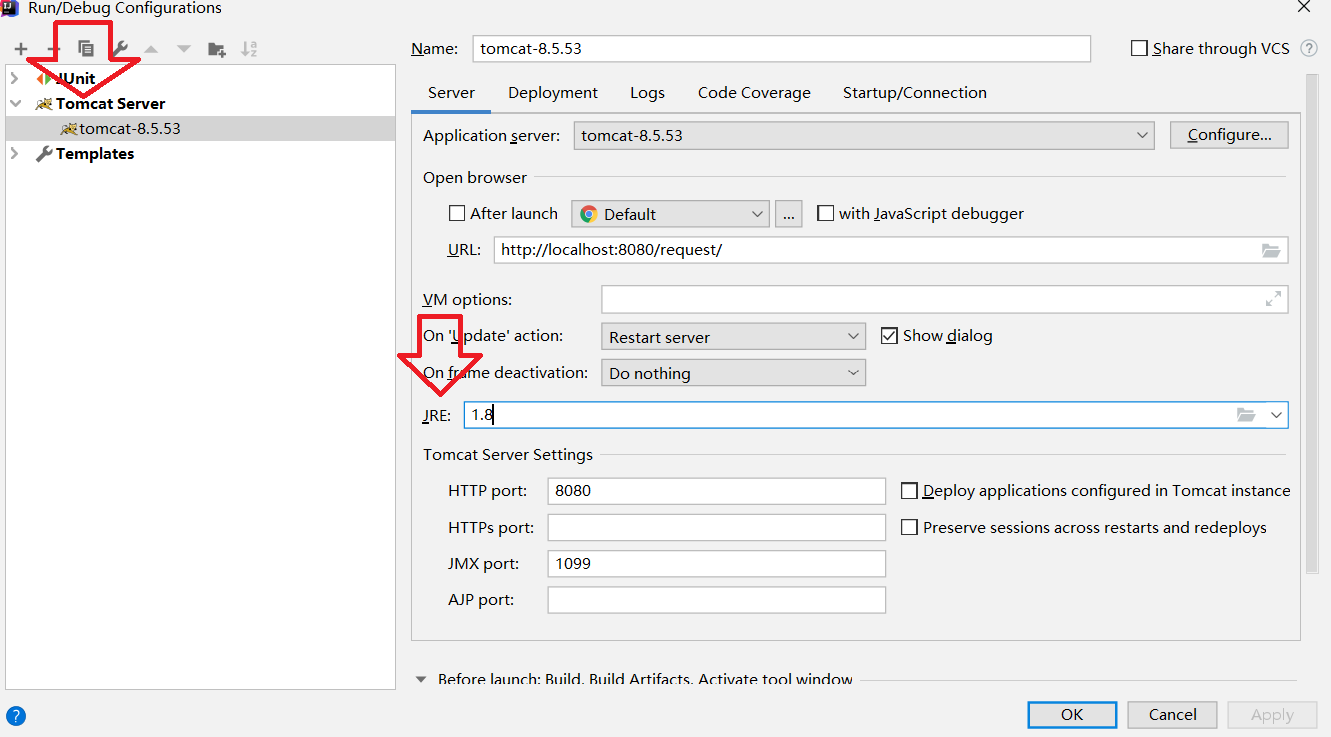 Run/Debug Configurations
Name: tomcat-8.5.53 Share through VCS ?
JUnit
Tomcat Server
tomcat-8.5.53
Templates
Server Deployment Logs Code Coverage Startup/Connection
Application server: tomcat-8.5.53 Configure...
Open browser
After launch Default ... with JavaScript debugger
URL: http://localhost:8080/request/
VM options:
On 'Update' action: Restart server Show dialog
On frame deactivation: Do nothing
JRE: 1.8
Tomcat Server Settings
HTTP port: 8080 Deploy applications configured in Tomcat instance
HTTPs port: Preserve sessions across restarts and redeploys
JMX port: 1099
AJP port:
Before launch: Build, Build Artifacts, Activate tool window
? OK Cancel Apply